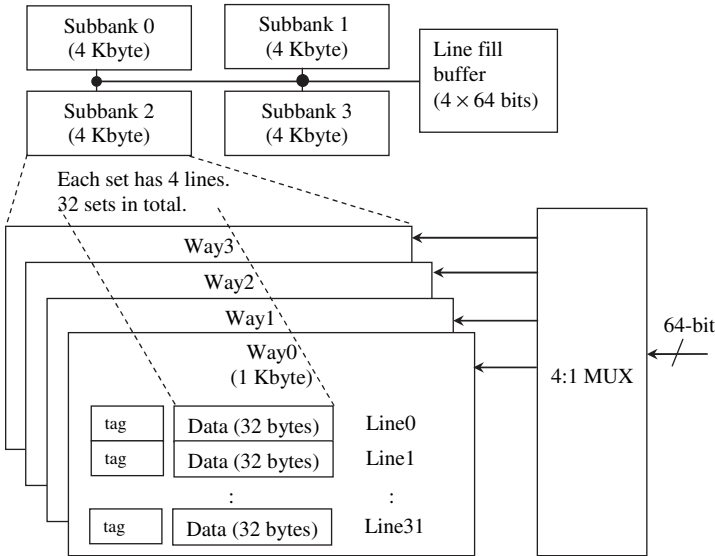 Subbank 0
(4 Kbyte)
Subbank 1
(4 Kbyte)
Line fill
buffer
(4 × 64 bits)
Subbank 2
(4 Kbyte)
Subbank 3
(4 Kbyte)
Each set has 4 lines.
32 sets in total.
Way3
Way2
Way1
Way0
(1 Kbyte)
64-bit
4:1 MUX
tag Data (32 bytes) Line0
tag Data (32 bytes) Line1
: :
tag Data (32 bytes) Line31